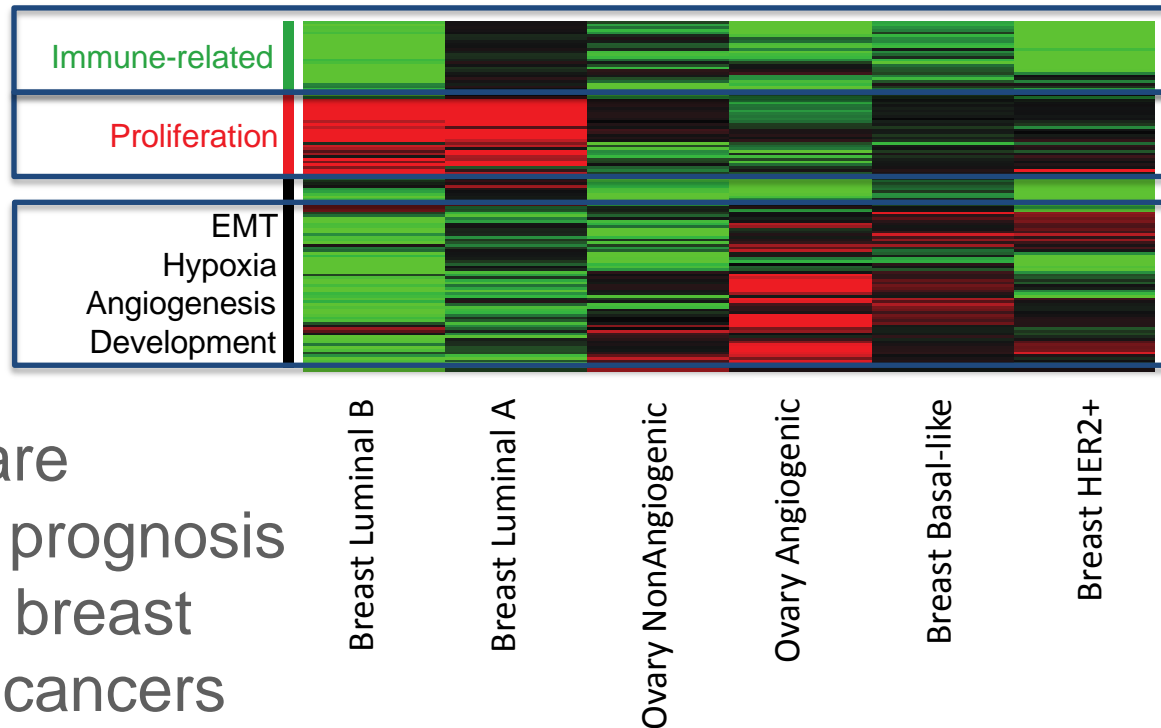 Immune-related
Proliferation
EMT
Hypoxia
Angiogenesis
Development
Breast Luminal B
Breast Luminal A
Ovary NonAngiogenic
Ovary Angiogenic
Breast Basal-like
Breast HER2+
are
prognosis
breast
cancers